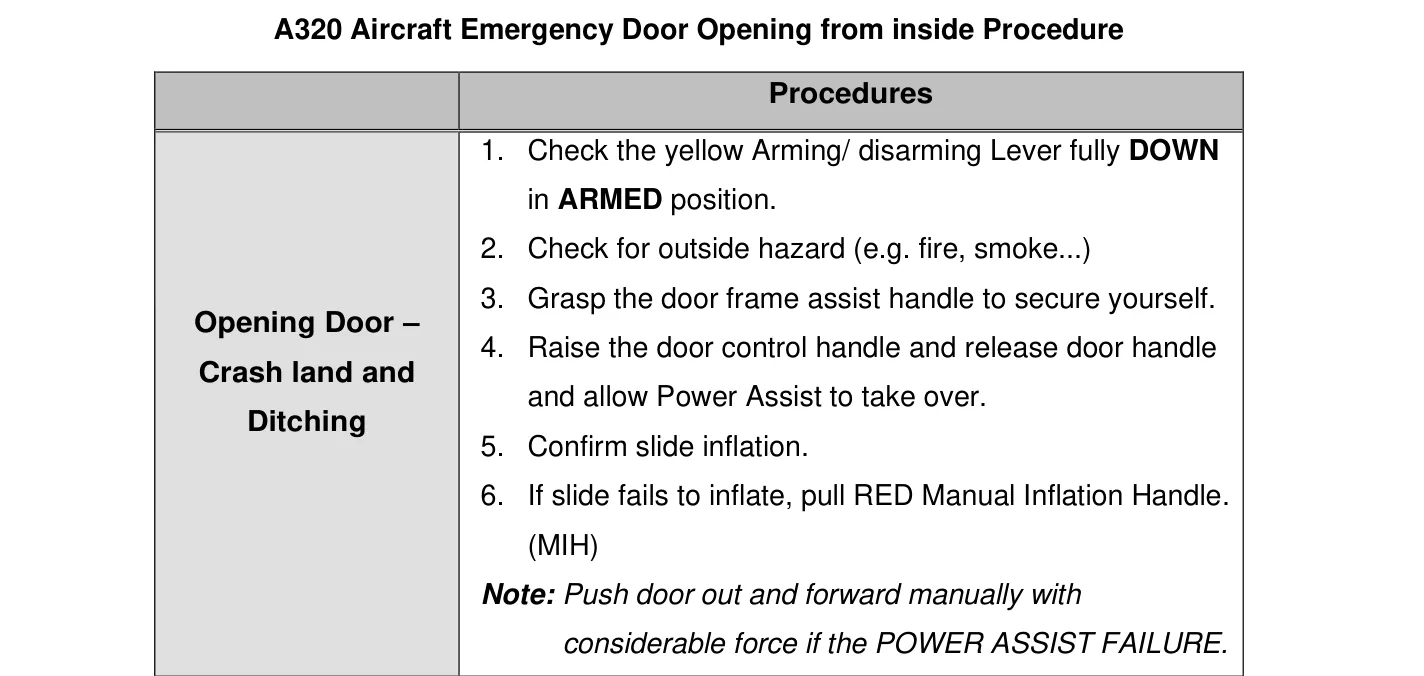 A320 Aircraft Emergency Door Opening from inside Procedure
Procedures
Opening Door –
Crash land and
Ditching
1. Check the yellow Arming/ disarming Lever fully DOWN
in ARMED position.
2. Check for outside hazard (e.g. fire, smoke...)
3. Grasp the door frame assist handle to secure yourself.
4. Raise the door control handle and release door handle
and allow Power Assist to take over.
5. Confirm slide inflation.
6. If slide fails to inflate, pull RED Manual Inflation Handle.
(MIH)
Note: Push door out and forward manually with
considerable force if the POWER ASSIST FAILURE.